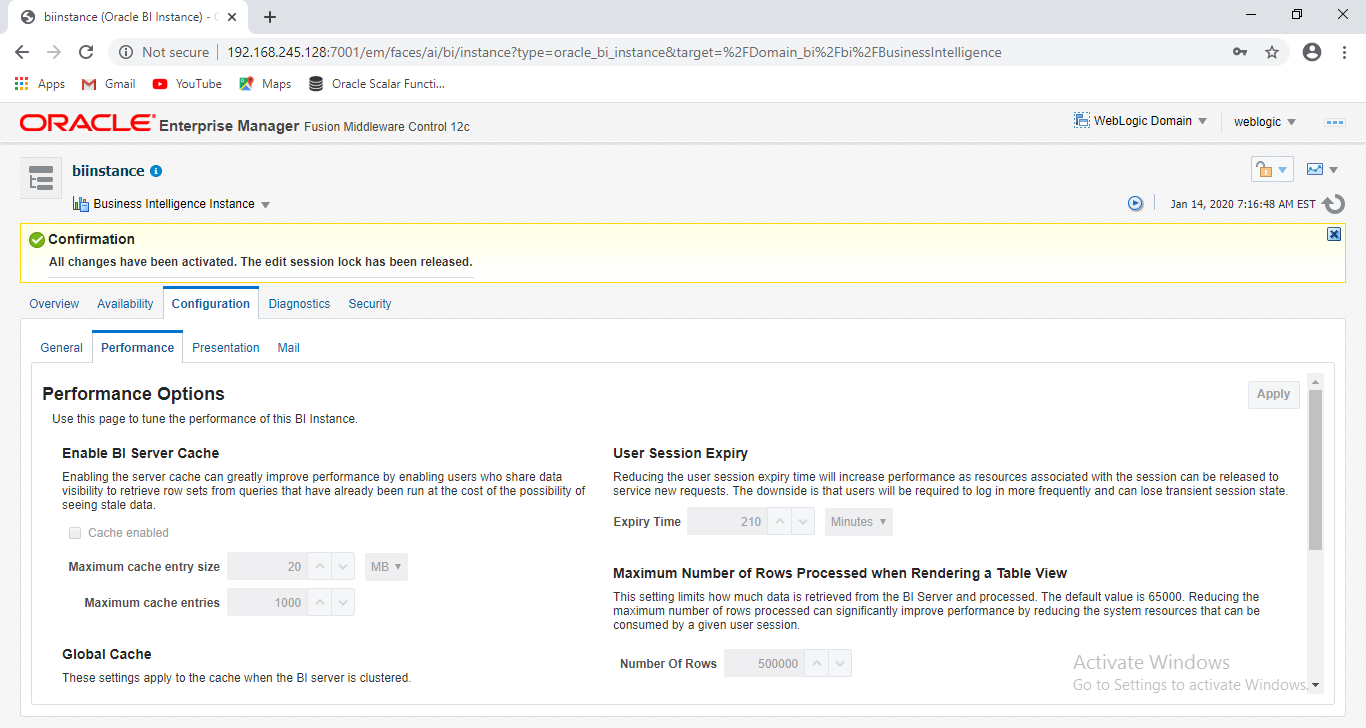 biinstance (Oracle BI Instance) -
Not secure
192.168.245.128:7001/em/faces/ai/bi/instance?type=oracle_bi_instance&target=%2FDomain_bi%2Fbi%2FBusinessIntelligence
Apps
Gmail
YouTube
Maps
Oracle Scalar Functi...
ORACLE Enterprise Manager Fusion Middleware Control 12c
WebLogic Domain
weblogic
biinstance
Business Intelligence Instance
Jan 14, 2020 7:16:48 AM EST
Confirmation
All changes have been activated. The edit session lock has been released.
Overview
Availability
Configuration
Diagnostics
Security
General
Performance
Presentation
Mail
Performance Options
Apply
Use this page to tune the performance of this BI Instance.
Enable BI Server Cache
Enabling the server cache can greatly improve performance by enabling users who share data
visibility to retrieve row sets from queries that have already been run at the cost of the possibility of
seeing stale data.
Cache enabled
Maximum cache entry size 20 MB
Maximum cache entries 1000
Global Cache
These settings apply to the cache when the BI server is clustered.
User Session Expiry
Reducing the user session expiry time will increase performance as resources associated with the session can be released to
service new requests. The downside is that users will be required to log in more frequently and can lose transient session state.
Expiry Time 210 Minutes
Maximum Number of Rows Processed when Rendering a Table View
This setting limits how much data is retrieved from the BI Server and processed. The default value is 65000. Reducing the
maximum number of rows processed can significantly improve performance by reducing the system resources that can be
consumed by a given user session.
Number Of Rows 500000
Activate Windows
Go to Settings to activate Windows.